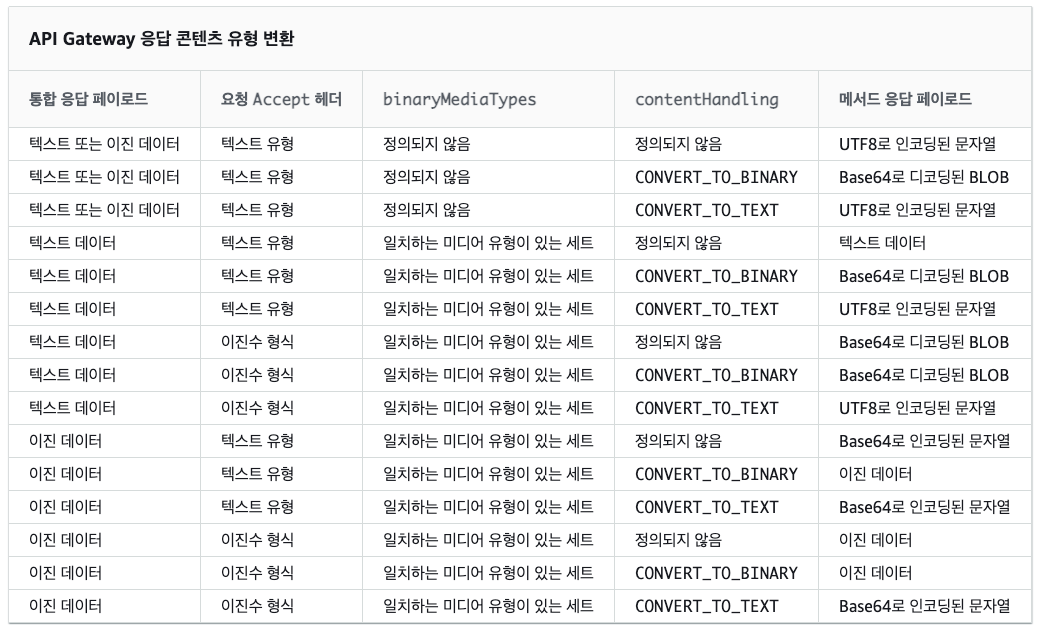 API Gateway 응답 콘텐츠 유형 변환
통합 응답 페이로드 요청 Accept 헤더 binaryMediaTypes contentHandling 메서드 응답 페이로드
텍스트 또는 이진 데이터 텍스트 유형 정의되지 않음 정의되지 않음 UTF8로 인코딩된 문자열
텍스트 또는 이진 데이터 텍스트 유형 정의되지 않음 CONVERT_TO_BINARY Base64로 디코딩된 BLOB
텍스트 또는 이진 데이터 텍스트 유형 정의되지 않음 CONVERT_TO_TEXT UTF8로 인코딩된 문자열
텍스트 데이터 텍스트 유형 일치하는 미디어 유형이 있는 세트 정의되지 않음 텍스트 데이터
텍스트 데이터 텍스트 유형 일치하는 미디어 유형이 있는 세트 CONVERT_TO_BINARY Base64로 디코딩된 BLOB
텍스트 데이터 텍스트 유형 일치하는 미디어 유형이 있는 세트 CONVERT_TO_TEXT UTF8로 인코딩된 문자열
텍스트 데이터 이진수 형식 일치하는 미디어 유형이 있는 세트 정의되지 않음 Base64로 디코딩된 BLOB
텍스트 데이터 이진수 형식 일치하는 미디어 유형이 있는 세트 CONVERT_TO_BINARY Base64로 디코딩된 BLOB
텍스트 데이터 이진수 형식 일치하는 미디어 유형이 있는 세트 CONVERT_TO_TEXT UTF8로 인코딩된 문자열
이진 데이터 텍스트 유형 일치하는 미디어 유형이 있는 세트 정의되지 않음 Base64로 인코딩된 문자열
이진 데이터 텍스트 유형 일치하는 미디어 유형이 있는 세트 CONVERT_TO_BINARY 이진 데이터
이진 데이터 텍스트 유형 일치하는 미디어 유형이 있는 세트 CONVERT_TO_TEXT Base64로 인코딩된 문자열
이진 데이터 이진수 형식 일치하는 미디어 유형이 있는 세트 정의되지 않음 이진 데이터
이진 데이터 이진수 형식 일치하는 미디어 유형이 있는 세트 CONVERT_TO_BINARY 이진 데이터
이진 데이터 이진수 형식 일치하는 미디어 유형이 있는 세트 CONVERT_TO_TEXT Base64로 인코딩된 문자열